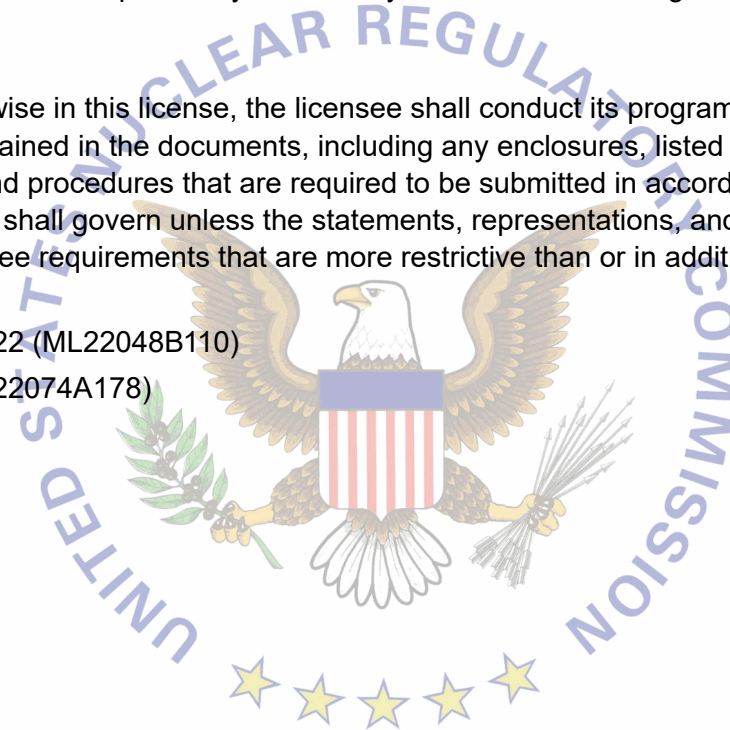 wise in this license, the licensee shall conduct its program
ained in the documents, including any enclosures, listed
nd procedures that are required to be submitted in accord
shall govern unless the statements, representations, and
ee requirements that are more restrictive than or in addit
22 (ML22048B110)
22074A178)
UNITED STATES NUCLEAR REGULATORY COMMISSION